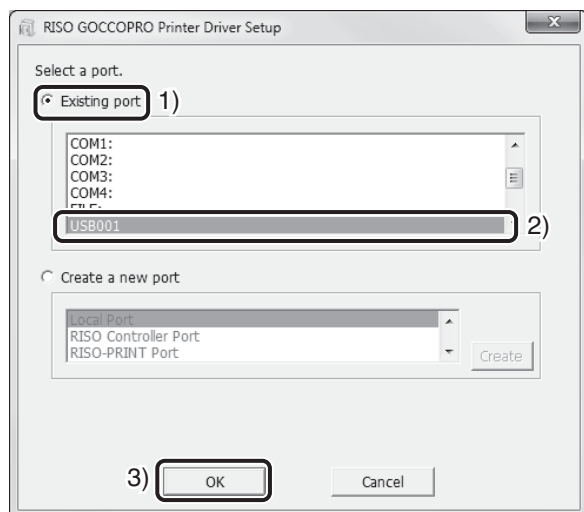 RISO GOCCOPRO Printer Driver Setup
Select a port.
Existing port 1)
COM1:
COM2:
COM3:
COM4:
FILE:
USB001 2)
Create a new port
Local Port
RISO Controller Port
RISO-PRINT Port
Create
3) OK Cancel